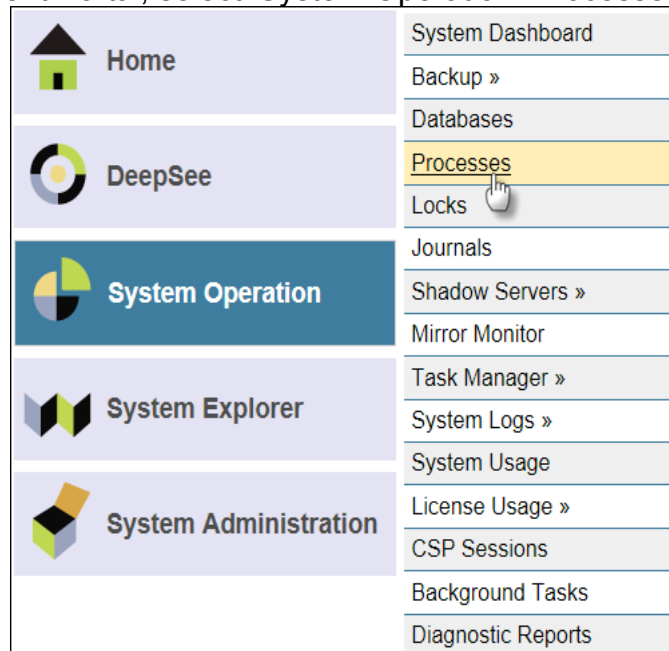 Home
DeepSee
System Operation
System Explorer
System Administration
System Dashboard
Backup »
Databases
Processes
Locks
Journals
Shadow Servers »
Mirror Monitor
Task Manager »
System Logs »
System Usage
License Usage »
CSP Sessions
Background Tasks
Diagnostic Reports